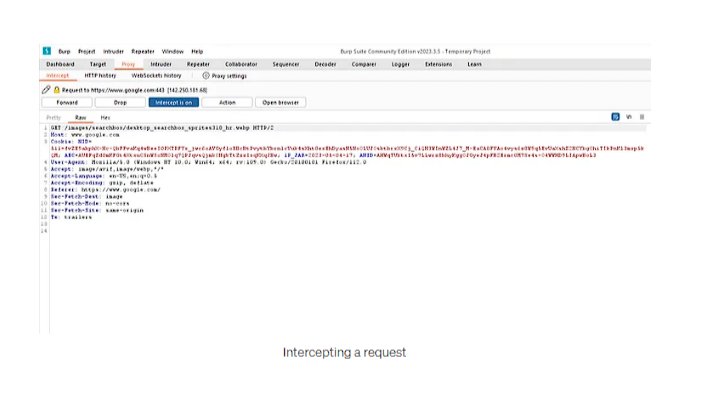 Burp Project Intruder Repeater Window Help Burp Suite Community Edition v2023.3.5 - Temporary Project
Dashboard Target Proxy Intruder Repeater Collaborator Sequencer Decoder Comparer Logger Extensions Learn
Intercept HTTP history WebSockets history Proxy settings
Request to https://www.google.com:443 [142.250.181.68]
Forward Drop Intercept is on Action Open browser
Pretty Raw Hex
1 GET /images/searchbox/desktop_searchbox_sprites318_hr.webp HTTP/2
2 Host: www.google.com
3 Cookie: NID=
4 User-Agent: Mozilla/5.0 (Windows NT 10.0; Win64; x64; rv:109.0) Gecko/20100101 Firefox/112.0
5 Accept: image/avif,image/webp,*/*
6 Accept-Language: en-US,en;q=0.5
7 Accept-Encoding: gzip, deflate
8 Referer: https://www.google.com/
9 Sec-Fetch-Dest: image
10 Sec-Fetch-Mode: no-cors
11 Sec-Fetch-Site: same-origin
12 Te: trailers
13
14
Intercepting a request